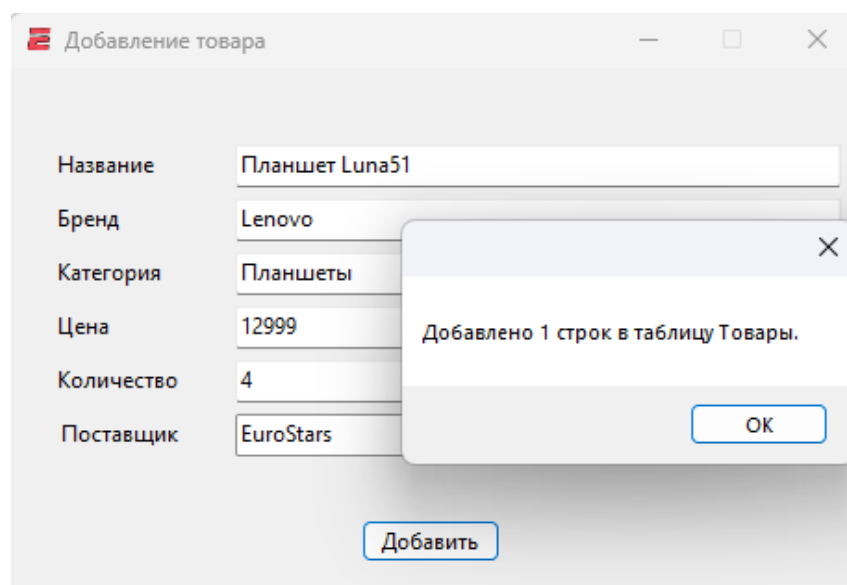 Добавление товара
Название Планшет Luna51
Бренд Lenovo
Категория Планшеты
Цена 12999
Количество 4
Поставщик EuroStars
Добавить
Добавлено 1 строк в таблицу Товары.
OK